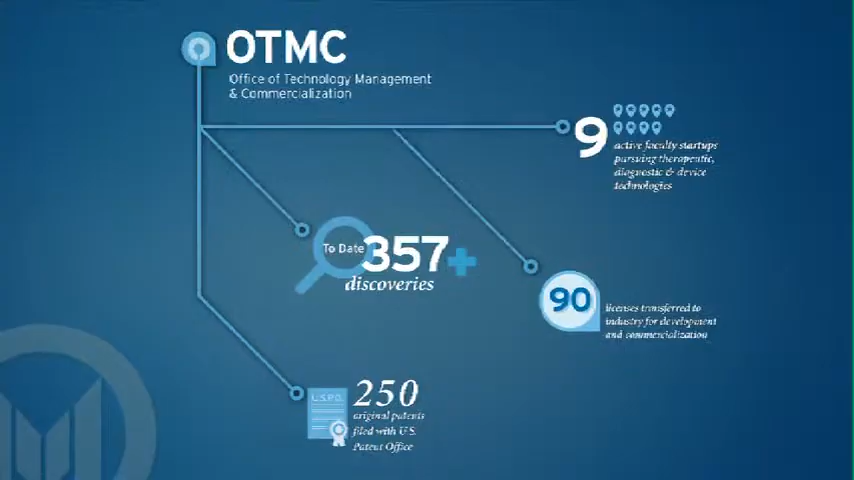 OTMC
Office of Technology Management
& Commercialization
9
active faculty startups
pursuing therapeutic,
diagnostic & device
technologies
To Date
357+
discoveries
90
licenses transferred to
industry for development
and commercialization
U.S.P.O.
250
original patents
filed with U.S.
Patent Office